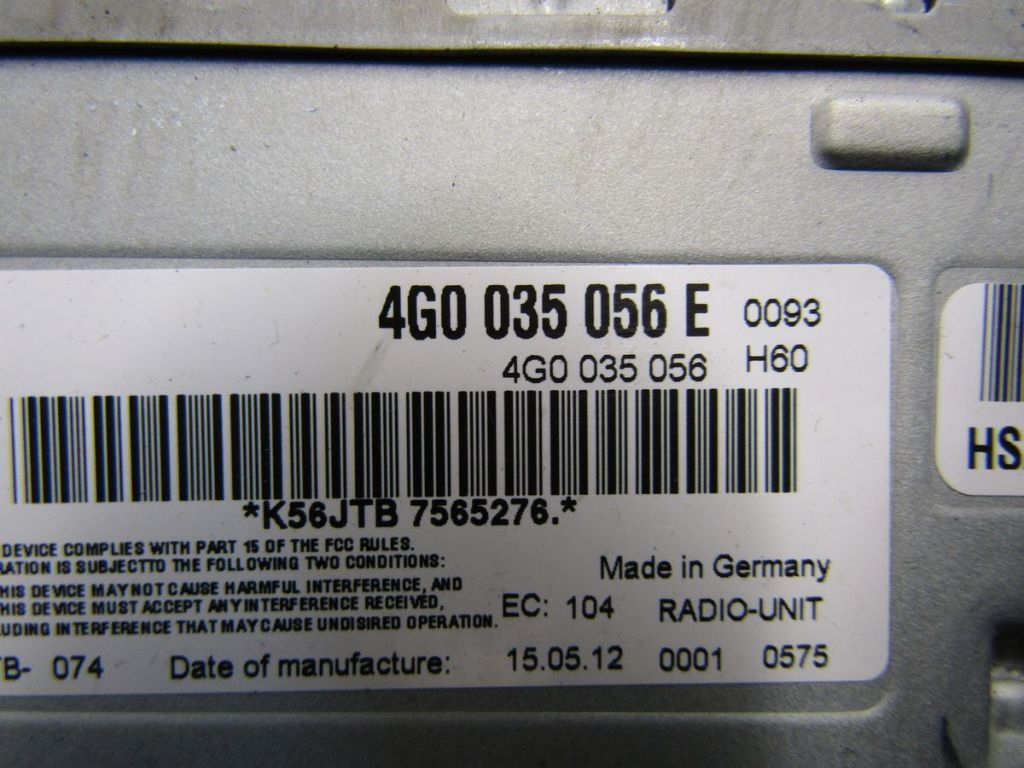 4G0 035 056 E 0093
4G0 035 056 H60
*K56JTB 7565276.*
DEVICE COMPLIES WITH PART 15 OF THE FCC RULES.
RATION IS SUBJECTTO THE FOLLOWING TWO CONDITIONS:
HIS DEVICE MAYNOT CAUSE HARMFUL INTERFERENCE, AND
HIS DEVICE MUST ACCEPT ANYINTERFERENCE RECEIVED,
UDING INTERFERENCE THAT MAYCAUSE UNDISIRED OPERATION.
Made in Germany
EC: 104 RADIO-UNIT
TB- 074 Date of manufacture: 15.05.12 0001 0575
HS